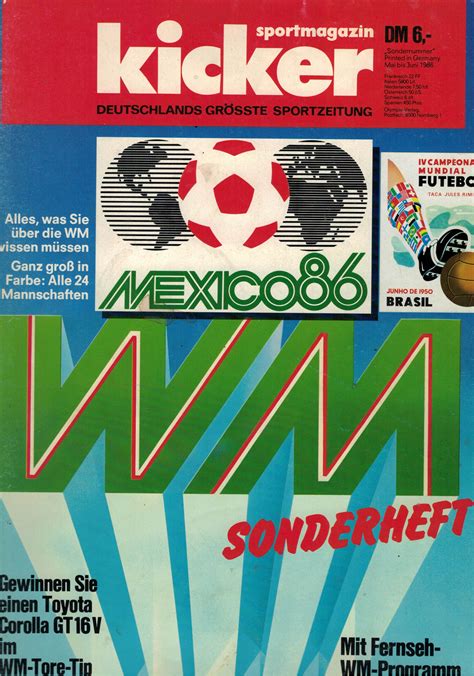 sportmagazin
kicker
DEUTSCHLANDS GRÖSSTE SPORTZEITUNG
DM 6,-
„Sondernummer"
Printed in Germany
Mai bis Juni 1986
Alles, was Sie
über die WM
wissen müssen
Ganz groß in
Farbe: Alle 24
Mannschaften
MEXICO86
IV CAMPEONA
MUNDIAL
FUTEBO
JUNHO DE 1950
BRASIL
WM
SONDERHEFT
Gewinnen Sie
einen Toyota
Corolla GT16V
im
WM-Tore-Tip
Mit Fernseh-
WM-Programm